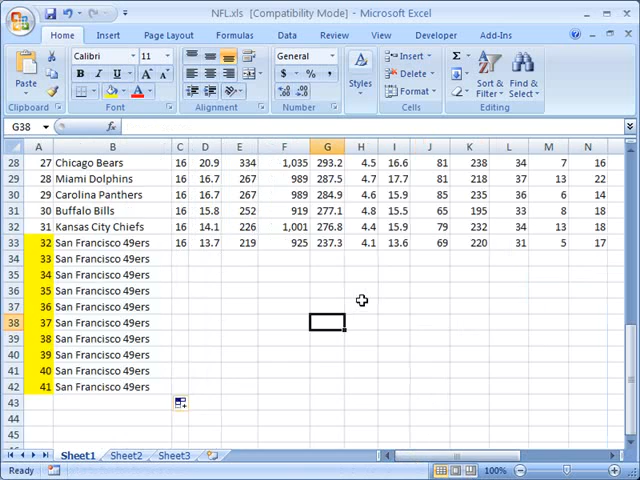 NFL.xls [Compatibility Mode] - Microsoft Excel
Home Insert Page Layout Formulas Data Review View Developer Add-Ins
Calibri 11 General Σ Insert
B I U A A $ % , Delete
Paste Styles Format Sort & Filter Find & Select
Clipboard Font Alignment Number Cells Editing
G38 fx
A B C D E F G H I J K L M N
28 27 Chicago Bears 16 20.9 334 1,035 293.2 4.5 16.6 81 238 34 7 16
29 28 Miami Dolphins 16 16.7 267 989 287.5 4.7 17.7 81 218 37 13 22
30 29 Carolina Panthers 16 16.7 267 989 284.9 4.6 15.9 85 235 36 6 14
31 30 Buffalo Bills 16 15.8 252 919 277.1 4.8 15.5 65 195 33 8 18
32 31 Kansas City Chiefs 16 14.1 226 1,001 276.8 4.4 15.9 79 232 34 13 18
33 32 San Francisco 49ers 16 13.7 219 925 237.3 4.1 13.6 69 220 31 5 17
34 33 San Francisco 49ers
35 34 San Francisco 49ers
36 35 San Francisco 49ers
37 36 San Francisco 49ers
38 37 San Francisco 49ers
39 38 San Francisco 49ers
40 39 San Francisco 49ers
41 40 San Francisco 49ers
42 41 San Francisco 49ers
43
44
45
Sheet1 Sheet2 Sheet3
Ready 100%